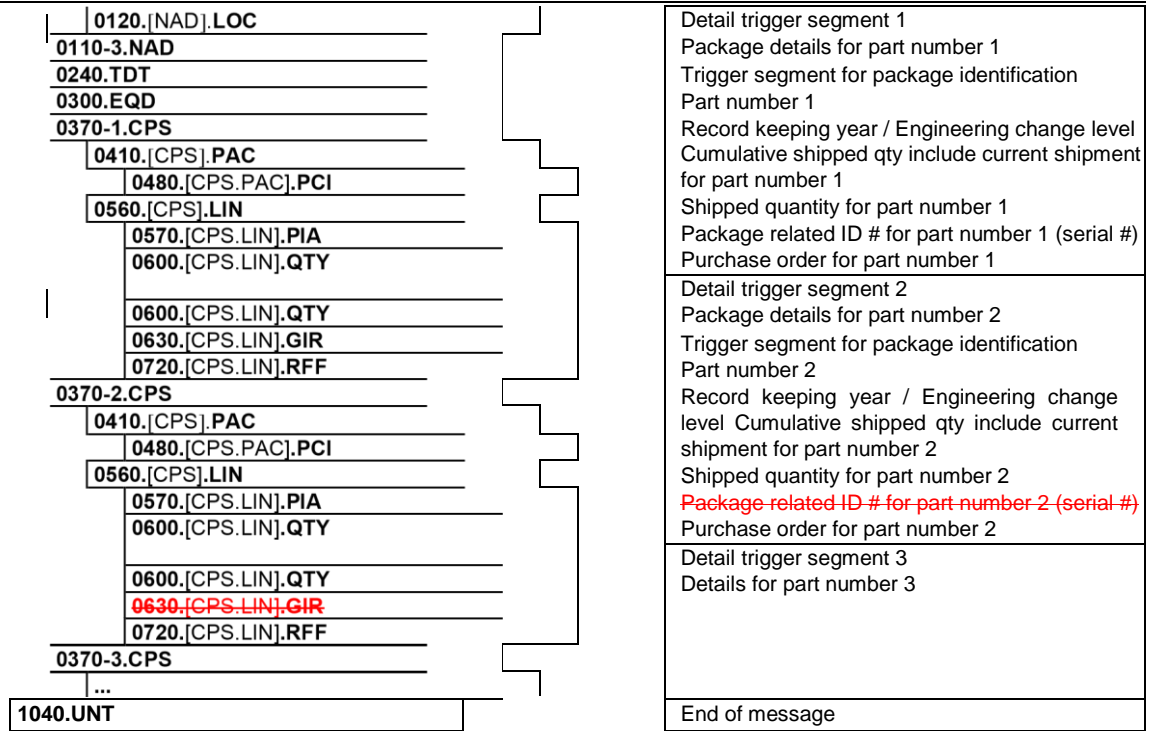 0120.[NAD].LOC
0110-3.NAD
0240.TDT
0300.EQD
0370-1.CPS
0410.[CPS].PAC
0480.[CPS.PAC].PCI
0560.[CPS].LIN
0570.[CPS.LIN].PIA
0600.[CPS.LIN].QTY
0600.[CPS.LIN].QTY
0630.[CPS.LIN].GIR
0720.[CPS.LIN].RFF
0370-2.CPS
0410.[CPS].PAC
0480.[CPS.PAC].PCI
0560.[CPS].LIN
0570.[CPS.LIN].PIA
0600.[CPS.LIN].QTY
0600.[CPS.LIN].QTY
0630.[CPS.LIN].GIR
0720.[CPS.LIN].RFF
0370-3.CPS
...
1040.UNT
Detail trigger segment 1
Package details for part number 1
Trigger segment for package identification
Part number 1
Record keeping year / Engineering change level
Cumulative shipped qty include current shipment
for part number 1
Shipped quantity for part number 1
Package related ID # for part number 1 (serial #)
Purchase order for part number 1
Detail trigger segment 2
Package details for part number 2
Trigger segment for package identification
Part number 2
Record keeping year / Engineering change
level Cumulative shipped qty include current
shipment for part number 2
Shipped quantity for part number 2
Package related ID # for part number 2 (serial #)
Purchase order for part number 2
Detail trigger segment 3
Details for part number 3
End of message